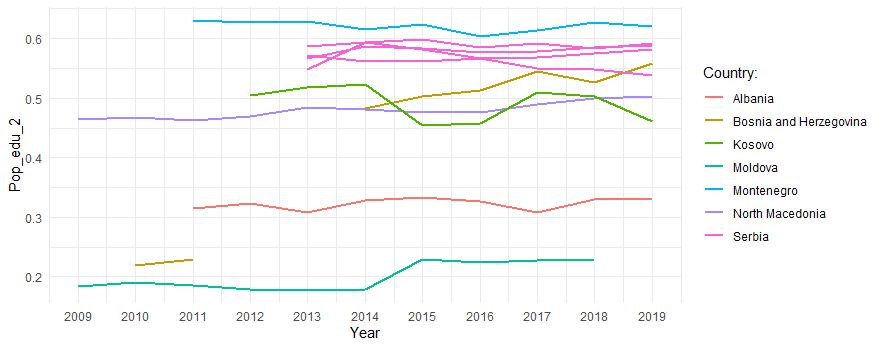 Pop_edu_2
0.6
0.5
0.4
0.3
0.2
2009 2010 2011 2012 2013 2014 2015 2016 2017 2018 2019
Year
Country:
Albania
Bosnia and Herzegovina
Kosovo
Moldova
Montenegro
North Macedonia
Serbia